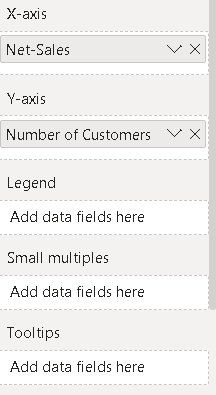 X-axis
Net-Sales
Y-axis
Number of Customers
Legend
Add data fields here
Small multiples
Add data fields here
Tooltips
Add data fields here